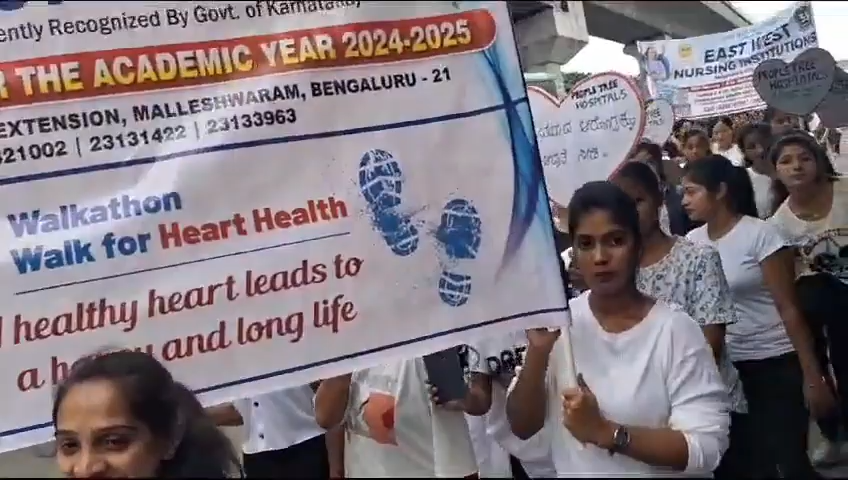 ently Recognized By Govt. of Karnataka
R THE ACADEMIC YEAR 2024-2025
EXTENSION, MALLESHWARAM, BENGALURU - 21
421002 | 23131422 | 23133963
Walkathon
Walk for Heart Health
healthy heart leads to
a h and long life
PEOPLE TREE
HOSPITALS
EAST WEST
NURSING INSTITUTIONS
PEOPLE TREE
HOSPITALS